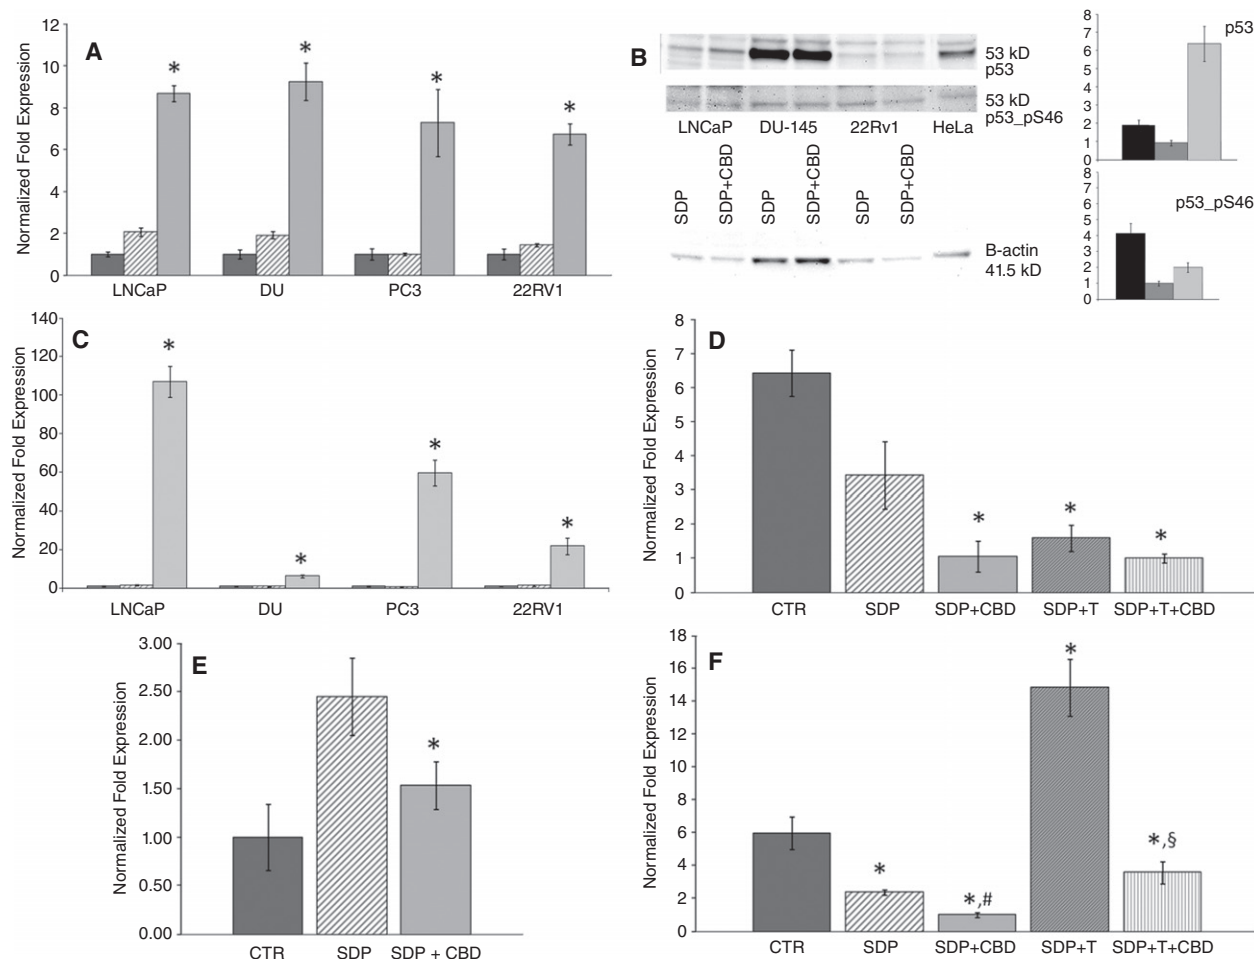 A
Normalized Fold Expression
12
10
8
6
4
2
0
*
*
*
*
LNCaP DU PC3 22RV1
B
53 kD
p53
53 kD
p53_pS46
LNCaP DU-145 22Rv1 HeLa
SDP SDP+CBD SDP SDP+CBD SDP SDP+CBD
B-actin
41.5 kD
p53
8
7
6
5
4
3
2
1
0
p53_pS46
8
7
6
5
4
3
2
1
0
C
Normalized Fold Expression
140
120
100
80
60
40
20
0
*
*
*
*
LNCaP DU PC3 22RV1
D
Normalized Fold Expression
8
7
6
5
4
3
2
1
0
*
*
*
CTR SDP SDP+CBD SDP+T SDP+T+CBD
E
Normalized Fold Expression
3.00
2.50
2.00
1.50
1.00
0.50
0.00
*
CTR SDP SDP + CBD
F
Normalized Fold Expression
18
16
14
12
10
8
6
4
2
0
*
*,#
*
*,§
CTR SDP SDP+CBD SDP+T SDP+T+CBD